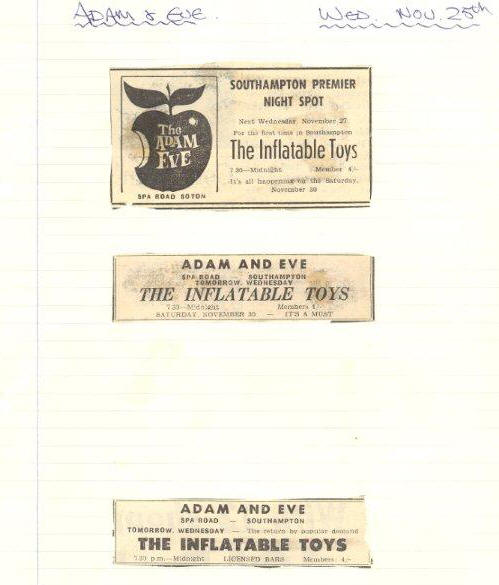 ADAM & EVE. WED. NOV. 28th
The
ADAM
EVE
SPA ROAD SOTON
SOUTHAMPTON PREMIER
NIGHT SPOT
Next Wednesday, November 27
For the first time in Southampton
The Inflatable Toys
7.30—Midnight Member 4/-
It's all happening on the Saturday,
November 30
ADAM AND EVE
SPA ROAD SOUTHAMPTON
TOMORROW, WEDNESDAY
THE INFLATABLE TOYS
7.30—Midnight Members 4/-
SATURDAY, NOVEMBER 30 — IT'S A MUST
ADAM AND EVE
SPA ROAD — SOUTHAMPTON
TOMORROW, WEDNESDAY — The return by popular demand
THE INFLATABLE TOYS
7.30 p.m.—Midnight LICENSED BARS Members 4/-